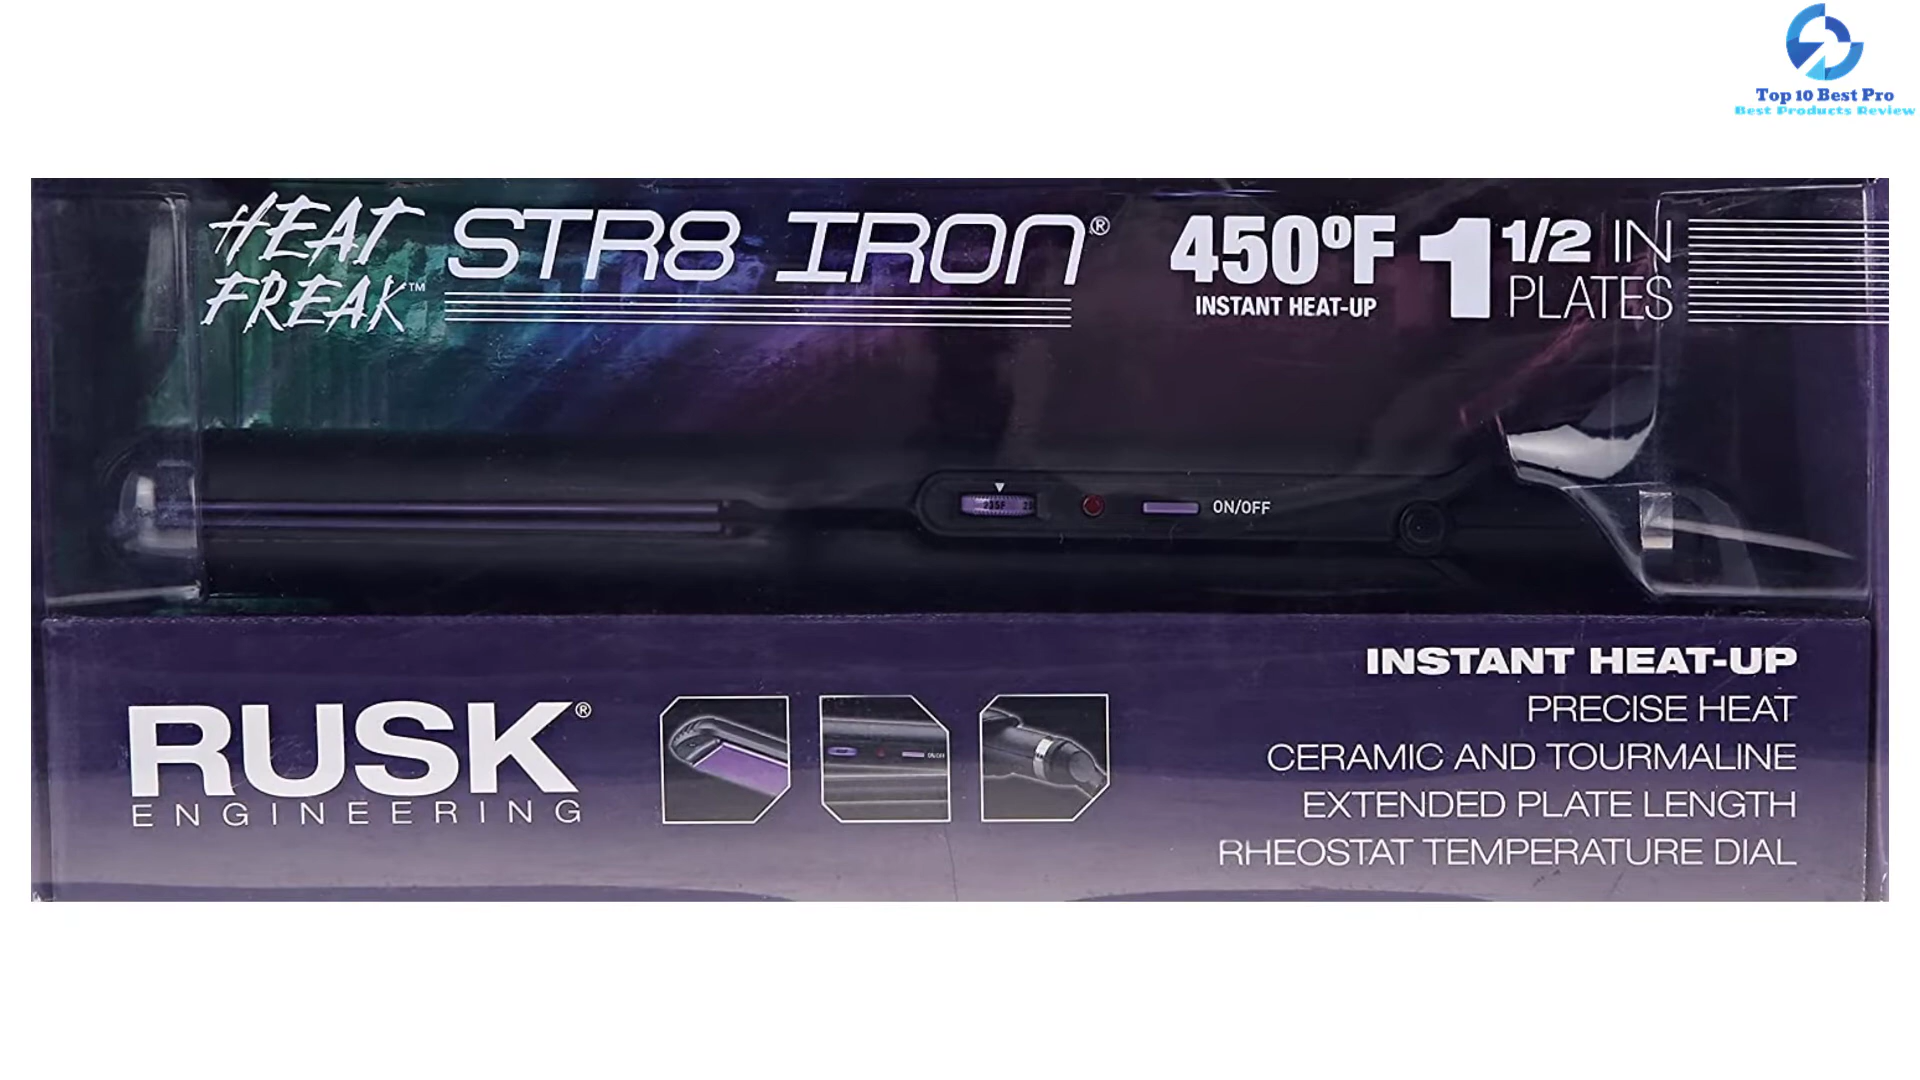 Top 10 Best Pro
Best Products Review
HEAT
FREAK™
STR8 IRON®
450°F
INSTANT HEAT-UP
1 1/2 IN
PLATES
ON/OFF
RUSK®
ENGINEERING
ON/OFF
INSTANT HEAT-UP
PRECISE HEAT
CERAMIC AND TOURMALINE
EXTENDED PLATE LENGTH
RHEOSTAT TEMPERATURE DIAL